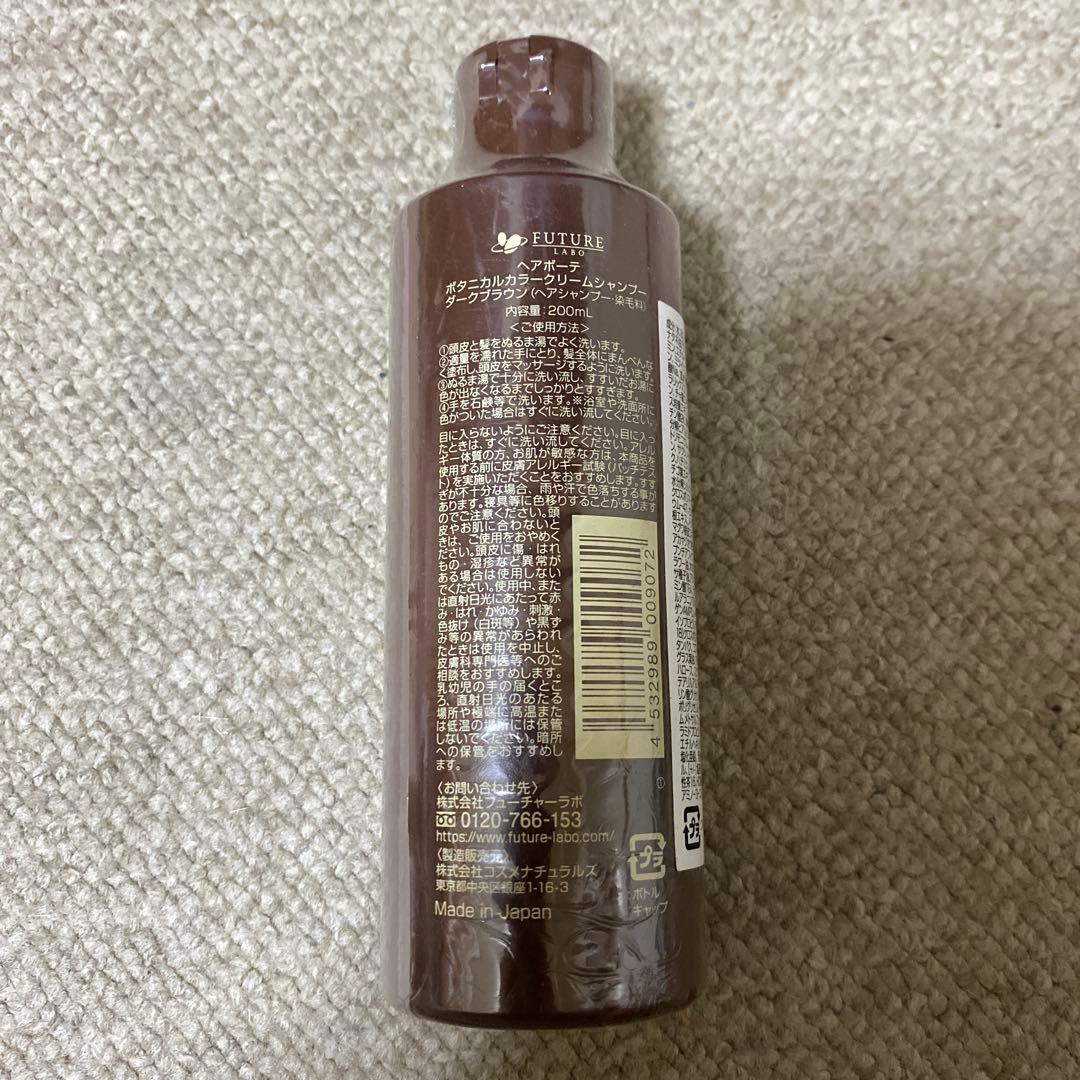 FUTURE
LABO
ヘアボーテ
ボタニカルカラークリームシャンプー
ダークブラウン(ヘアシャンプー・染毛料)
内容量：200mL
＜ご使用方法＞
①頭皮と髪をぬるま湯でよく洗います。
②適量を濡れた手にとり、髪全体にまんべんな
く塗布し、頭皮をマッサージするように洗います。
③ぬるま湯で十分に洗い流し、すすいだお湯に
色が出なくなるまでしっかりとすすぎます。
④手を石鹸等で洗います。※浴室や洗面所に
色がついた場合はすぐに洗い流してください。
目に入らないようにご注意ください。目に入っ
たときは、すぐに洗い流してください。アレル
ギー体質の方、お肌が敏感な方は、本商品を
使用する前に皮膚アレルギー試験(パッチテス
ト)を実施いただくことをおすすめします。すす
ぎが不十分な場合、雨や汗で色落ちする事が
あります。寝具等に色移りすることがあります
のでご注意ください。頭
皮やお肌に合わないと
きは、ご使用をおやめく
ださい。頭皮に傷・はれ
もの・湿疹など異常が
ある場合は使用しない
でください。使用中、また
は直射日光にあたって赤
み・はれ・かゆみ・刺激・
色抜け(白斑等)や黒ず
み等の異常があらわれ
たときは使用を中止し、
皮膚科専門医等へのご
相談をおすすめします。
乳幼児の手の届くとこ
ろ、直射日光のあたる
場所や極端に高温また
は低温の場所には保管
しないでください。暗所
への保管をおすすめしま
す。
4 532989 009072
①
〈お問い合わせ先〉
株式会社フューチャーラボ
0120-766-153
https://www.future-labo.com/
〈製造販売元〉
株式会社コスメナチュラルズ
東京都中央区銀座1-16-3
Made in Japan
プラ
ボトル
キャップ
プラ